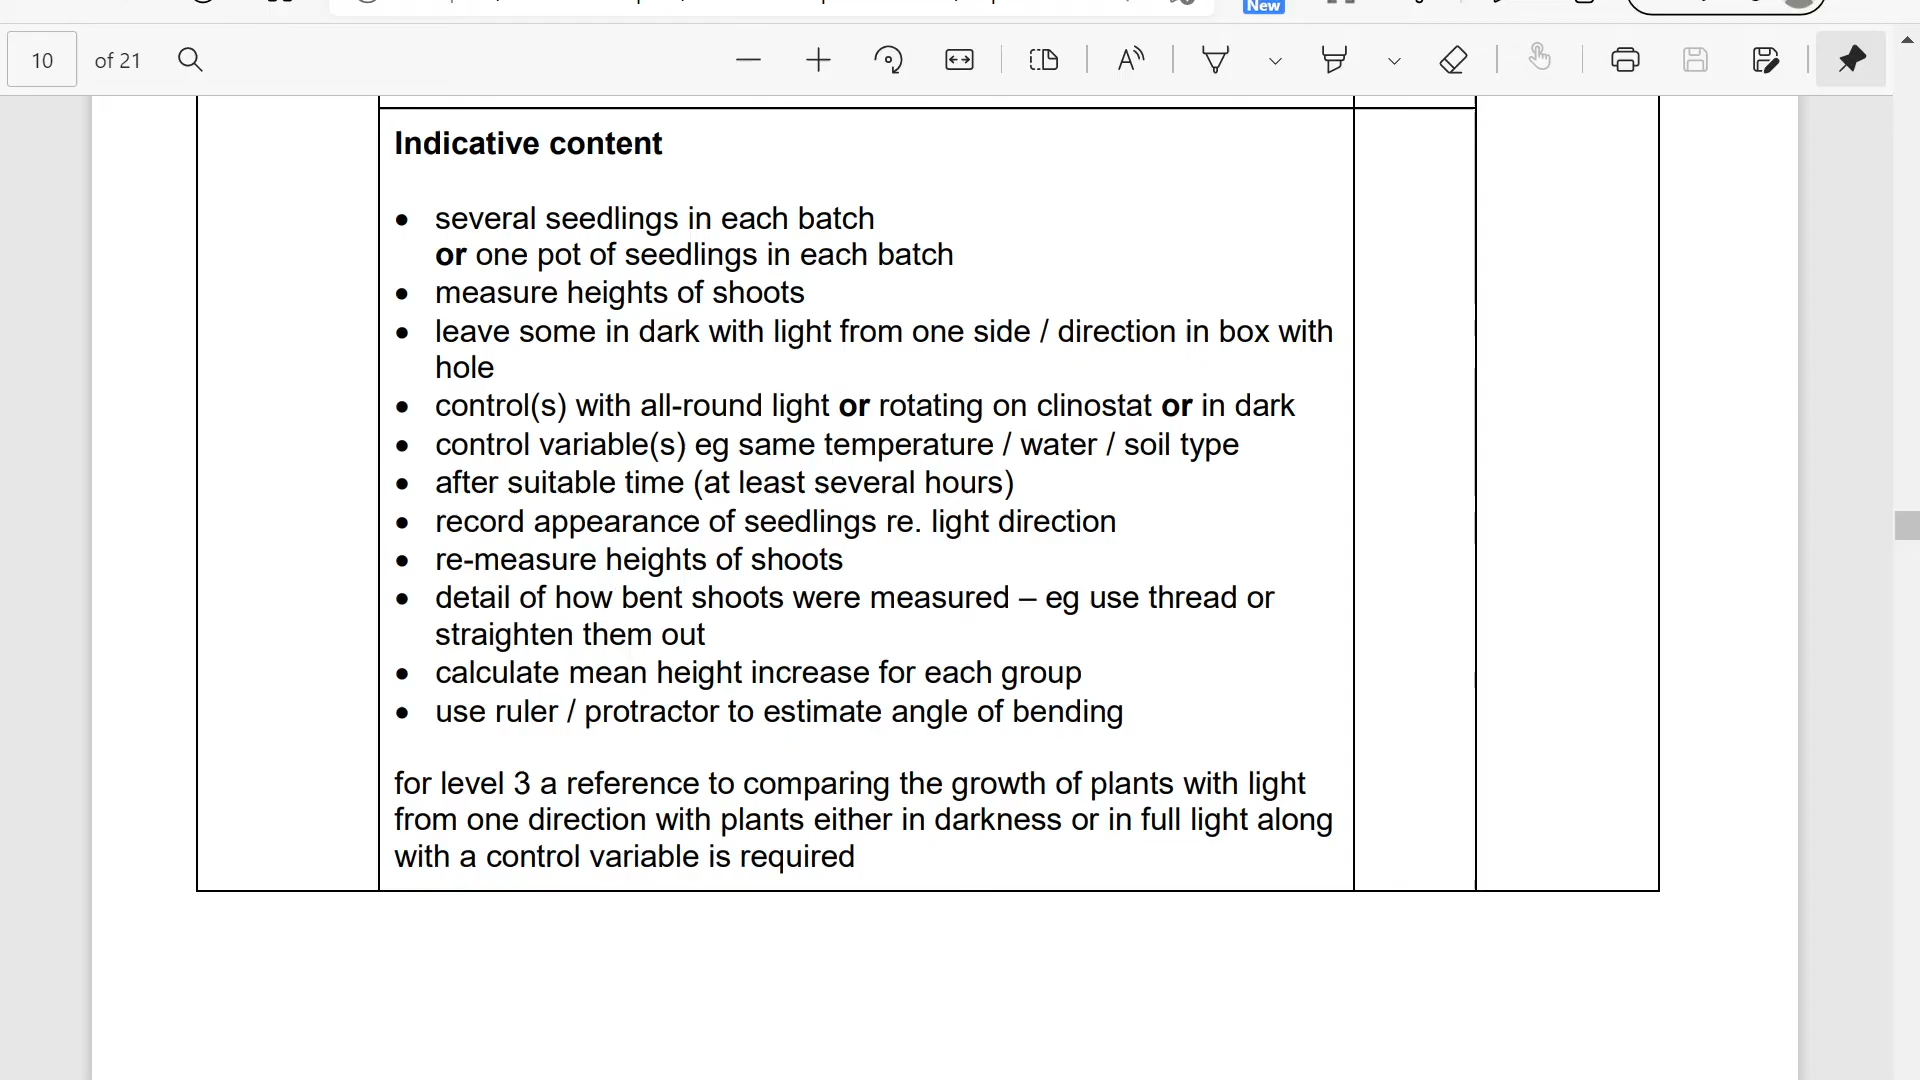 New
10 of 21
Indicative content
• several seedlings in each batch
or one pot of seedlings in each batch
• measure heights of shoots
• leave some in dark with light from one side / direction in box with
hole
• control(s) with all-round light or rotating on clinostat or in dark
• control variable(s) eg same temperature / water / soil type
• after suitable time (at least several hours)
• record appearance of seedlings re. light direction
• re-measure heights of shoots
• detail of how bent shoots were measured – eg use thread or
straighten them out
• calculate mean height increase for each group
• use ruler / protractor to estimate angle of bending
for level 3 a reference to comparing the growth of plants with light
from one direction with plants either in darkness or in full light along
with a control variable is required